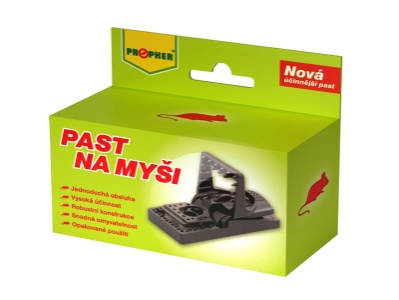 PROPHER
Nová
účinnější past
PAST
NA MYŠI
Jednoduchá obsluha
Vysoká účinnost
Robustní konstrukce
Snadná omyvatelnost
Opakované použití